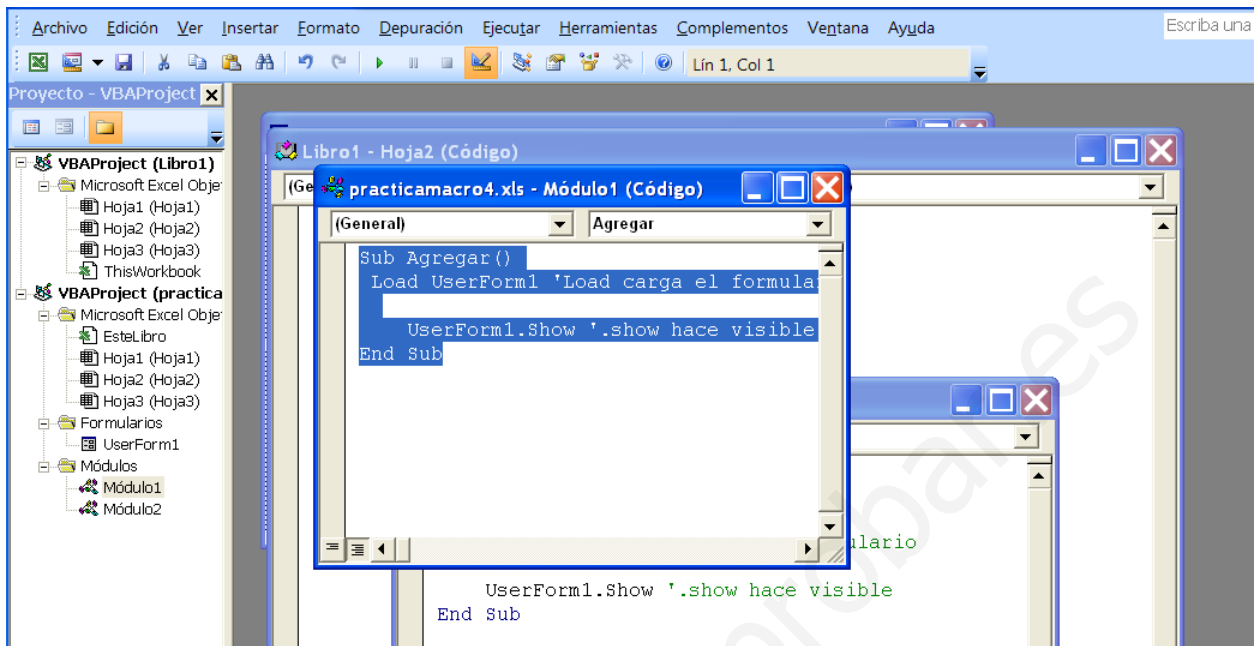 Archivo Edición Ver Insertar Formato Depuración Ejecutar Herramientas Complementos Ventana Ayuda Escriba una
Lín 1, Col 1
Proyecto - VBAProject
VBAProject (Libro1)
Microsoft Excel Obje
Hoja1 (Hoja1)
Hoja2 (Hoja2)
Hoja3 (Hoja3)
ThisWorkbook
VBAProject (practica
Microsoft Excel Obje
EsteLibro
Hoja1 (Hoja1)
Hoja2 (Hoja2)
Hoja3 (Hoja3)
Formularios
UserForm1
Módulos
Módulo1
Módulo2
Libro1 - Hoja2 (Código)
(Ge
practicamacro4.xls - Módulo1 (Código)
(General) Agregar
Sub Agregar()
Load UserForm1 'Load carga el formula
UserForm1.Show '.show hace visible
End Sub
ulario
UserForm1.Show '.show hace visible
End Sub